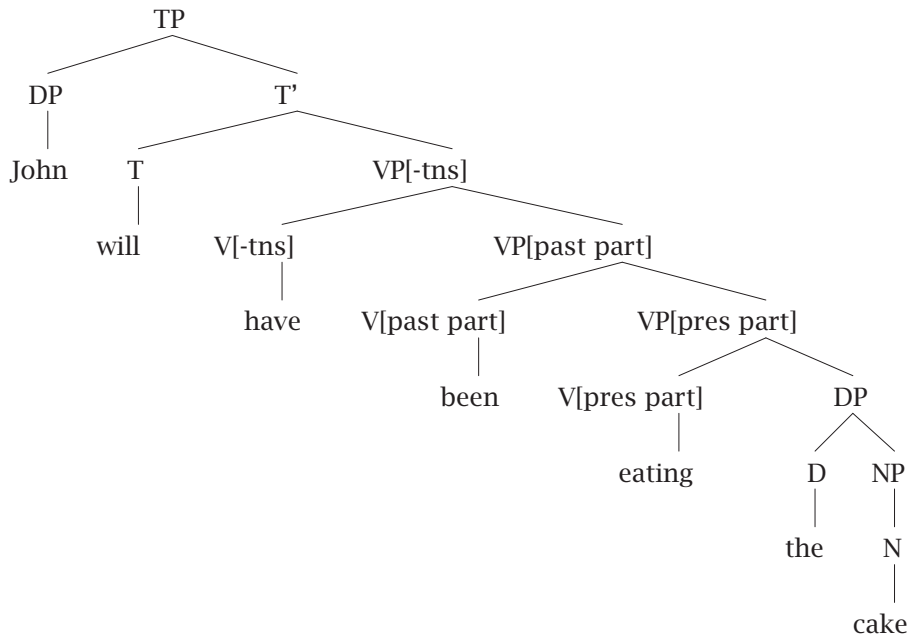 TP
DP T’
John T VP[-tns]
will V[-tns] VP[past part]
have V[past part] VP[pres part]
been V[pres part] DP
eating D NP
the N
cake